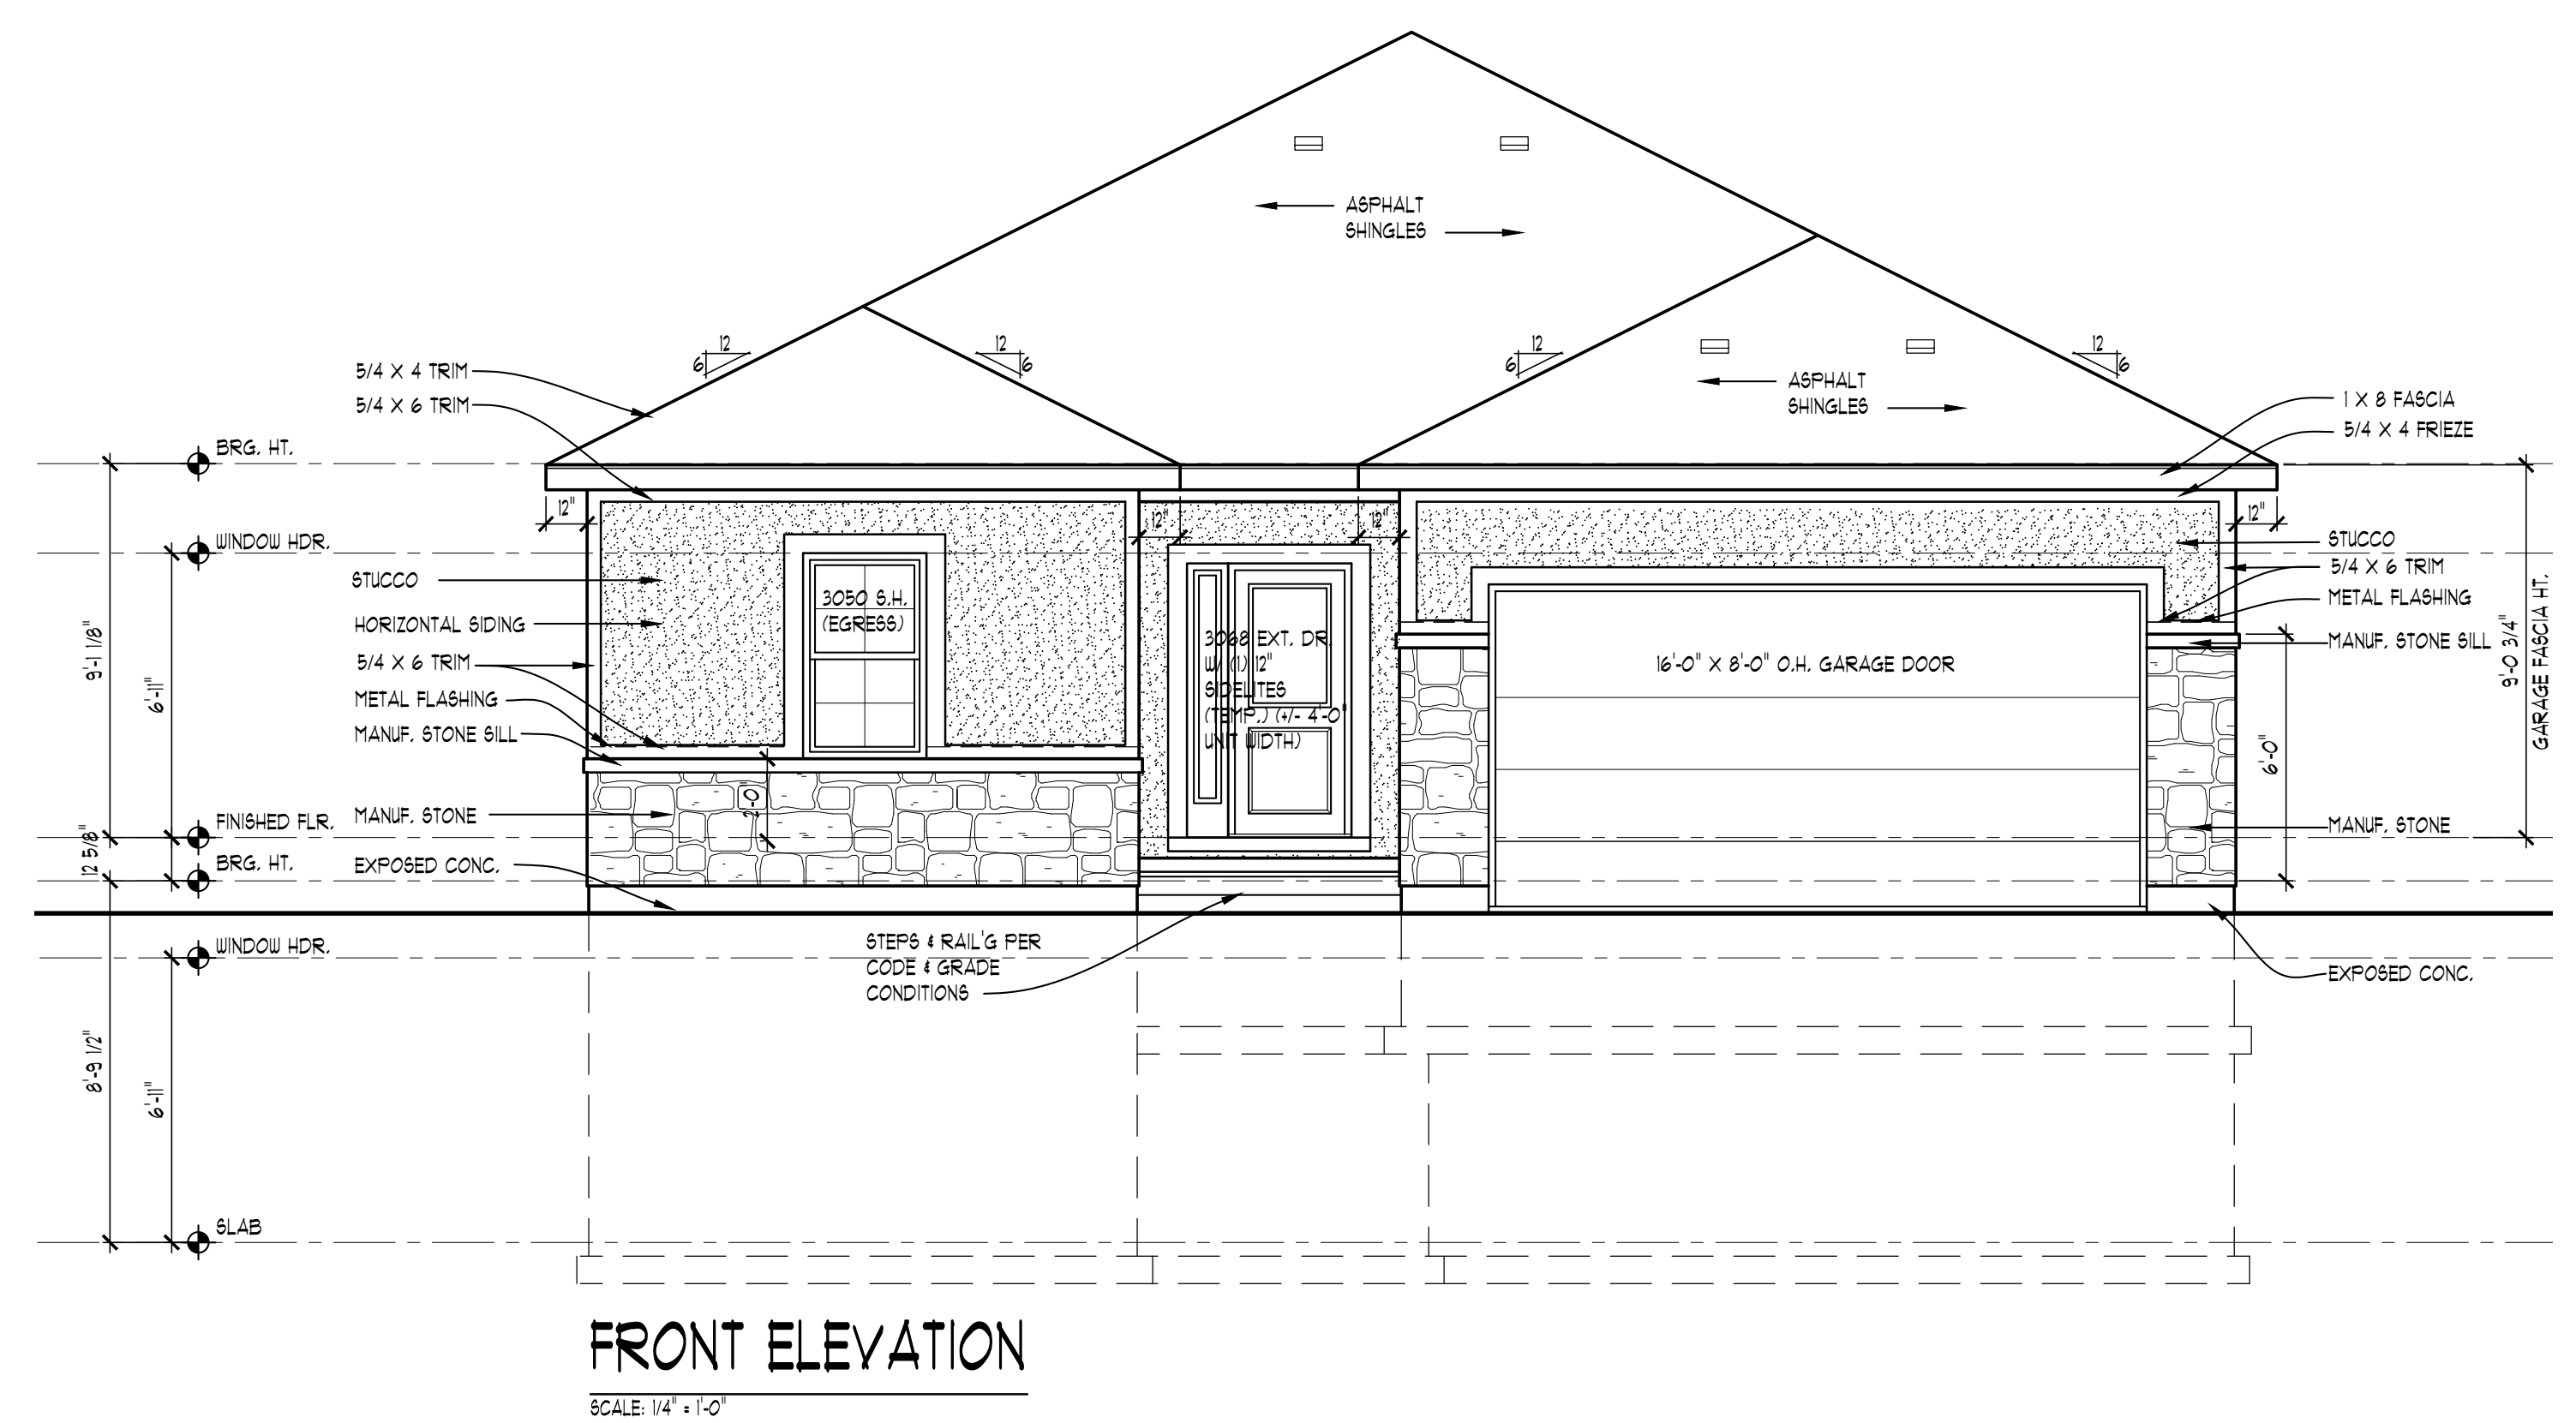 ASPHALT
SHINGLES
12
6
12
6
12
6
12
6
ASPHALT
SHINGLES
5/4 X 4 TRIM
5/4 X 6 TRIM
1 X 8 FASCIA
5/4 X 4 FRIEZE
BRG. HT.
12"
12"
12"
12"
WINDOW HDR.
STUCCO
HORIZONTAL SIDING
5/4 X 6 TRIM
METAL FLASHING
MANUF. STONE SILL
MANUF. STONE
EXPOSED CONC.
3050 S.H.
(EGRESS)
3068 EXT. DR.
W/ (1) 12"
SIDELITES
(TEMP.) (+/- 4'-0"
UNIT WIDTH)
16'-0" X 8'-0" O.H. GARAGE DOOR
STUCCO
5/4 X 6 TRIM
METAL FLASHING
MANUF. STONE SILL
MANUF. STONE
EXPOSED CONC.
9'-1 1/8"
6'-11"
2'-0"
6'-0"
9'-0 3/4"
GARAGE FASCIA HT.
FINISHED FLR.
12 5/8"
BRG. HT.
WINDOW HDR.
STEPS & RAIL'G PER
CODE & GRADE
CONDITIONS
8'-9 1/2"
6'-11"
SLAB
FRONT ELEVATION
SCALE: 1/4" = 1'-0"